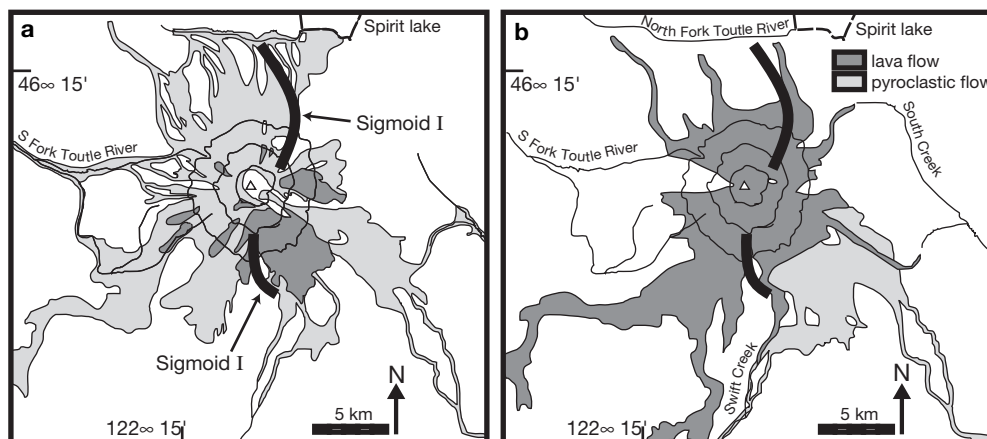 a
Spirit lake
46∞ 15'
Sigmoid I
S Fork Toutle River
Sigmoid I
N
5 km
122∞ 15'
b
North Fork Toutle River
Spirit lake
lava flow
46∞ 15'
pyroclastic flow
South Creek
S Fork Toutle River
Swift Creek
N
5 km
122∞ 15'